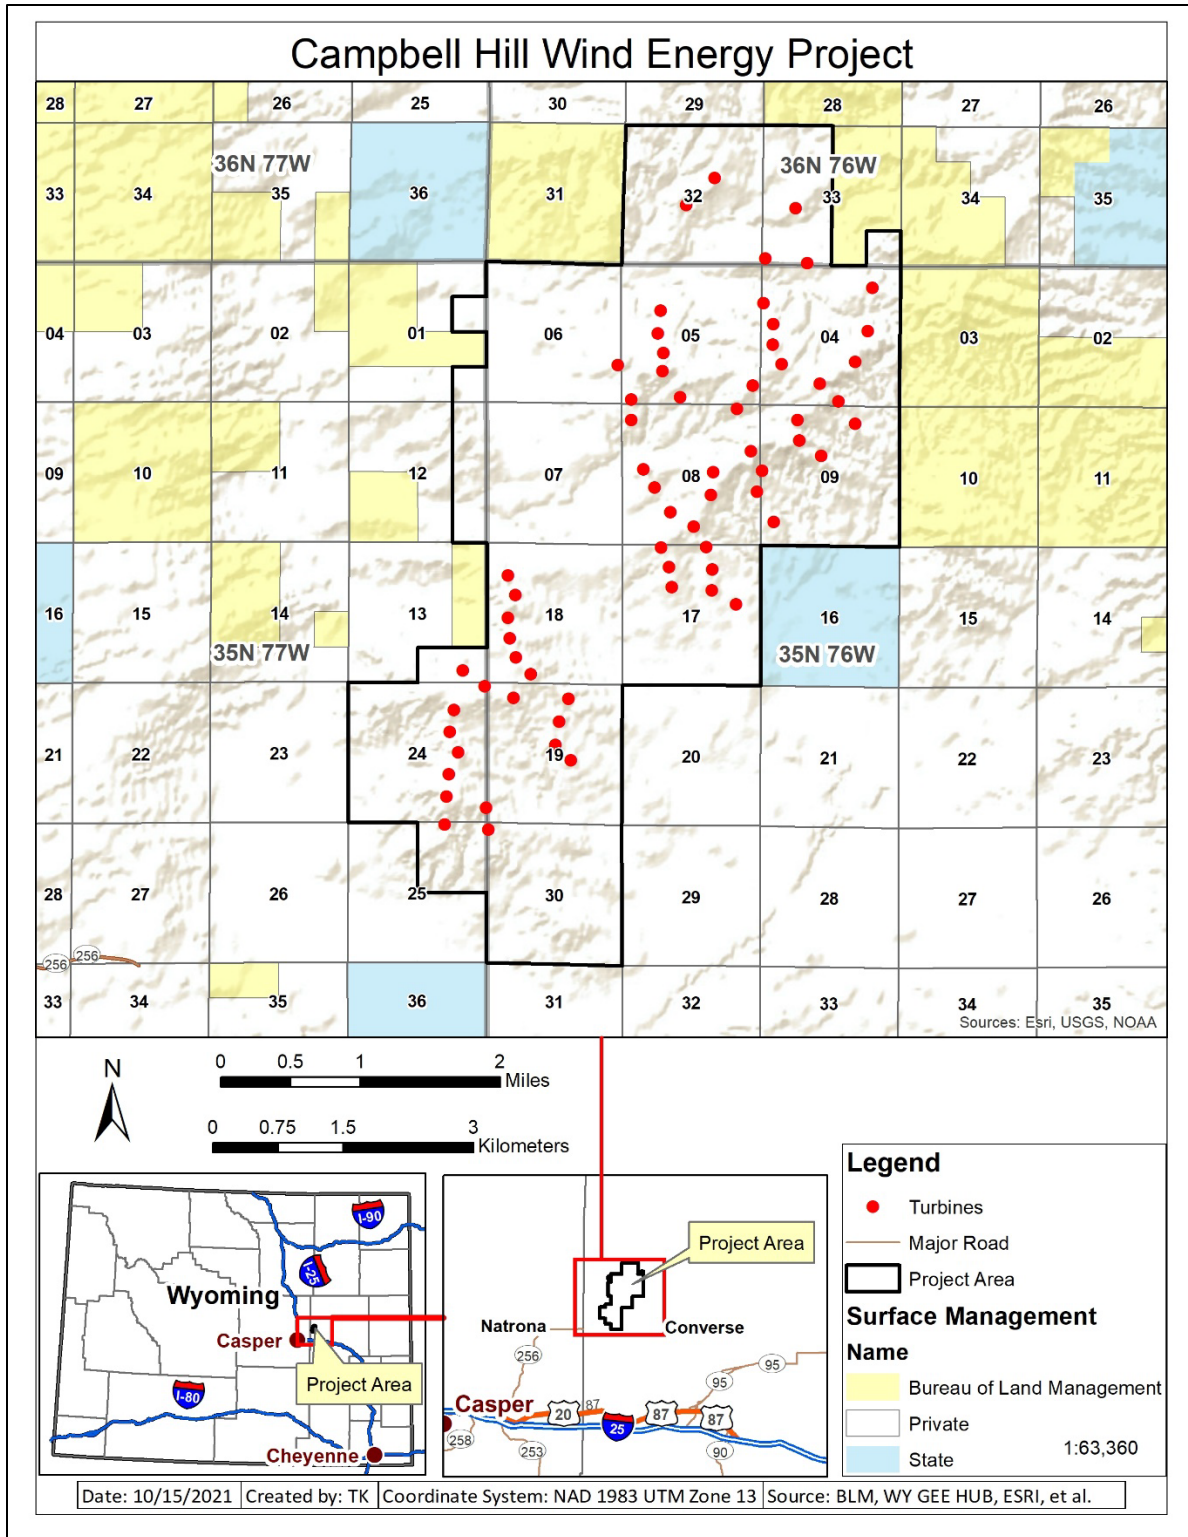 Campbell Hill Wind Energy Project
28 27 26 25 30 29 28 27 26
36N 77W 36N 76W
33 34 35 36 31 32 33 34 35
04 03 02 01 06 05 04 03 02
09 10 11 12 07 08 09 10 11
16 15 14 13 18 17 16 15 14
35N 77W 35N 76W
21 22 23 24 19 20 21 22 23
28 27 26 25 30 29 28 27 26
256 256
33 34 35 36 31 32 33 34 35
Sources: Esri, USGS, NOAA
N
0 0.5 1 2
Miles
0 0.75 1.5 3
Kilometers
I-90
I-25
Wyoming
Casper
Project Area
I-80
Cheyenne
Project Area
Natrona Converse
256
95
95
Casper
87
20 25 87 87
258 253 90
Legend
Turbines
Major Road
Project Area
Surface Management
Name
Bureau of Land Management
Private
State
1:63,360
Date: 10/15/2021 Created by: TK Coordinate System: NAD 1983 UTM Zone 13 Source: BLM, WY GEE HUB, ESRI, et al.